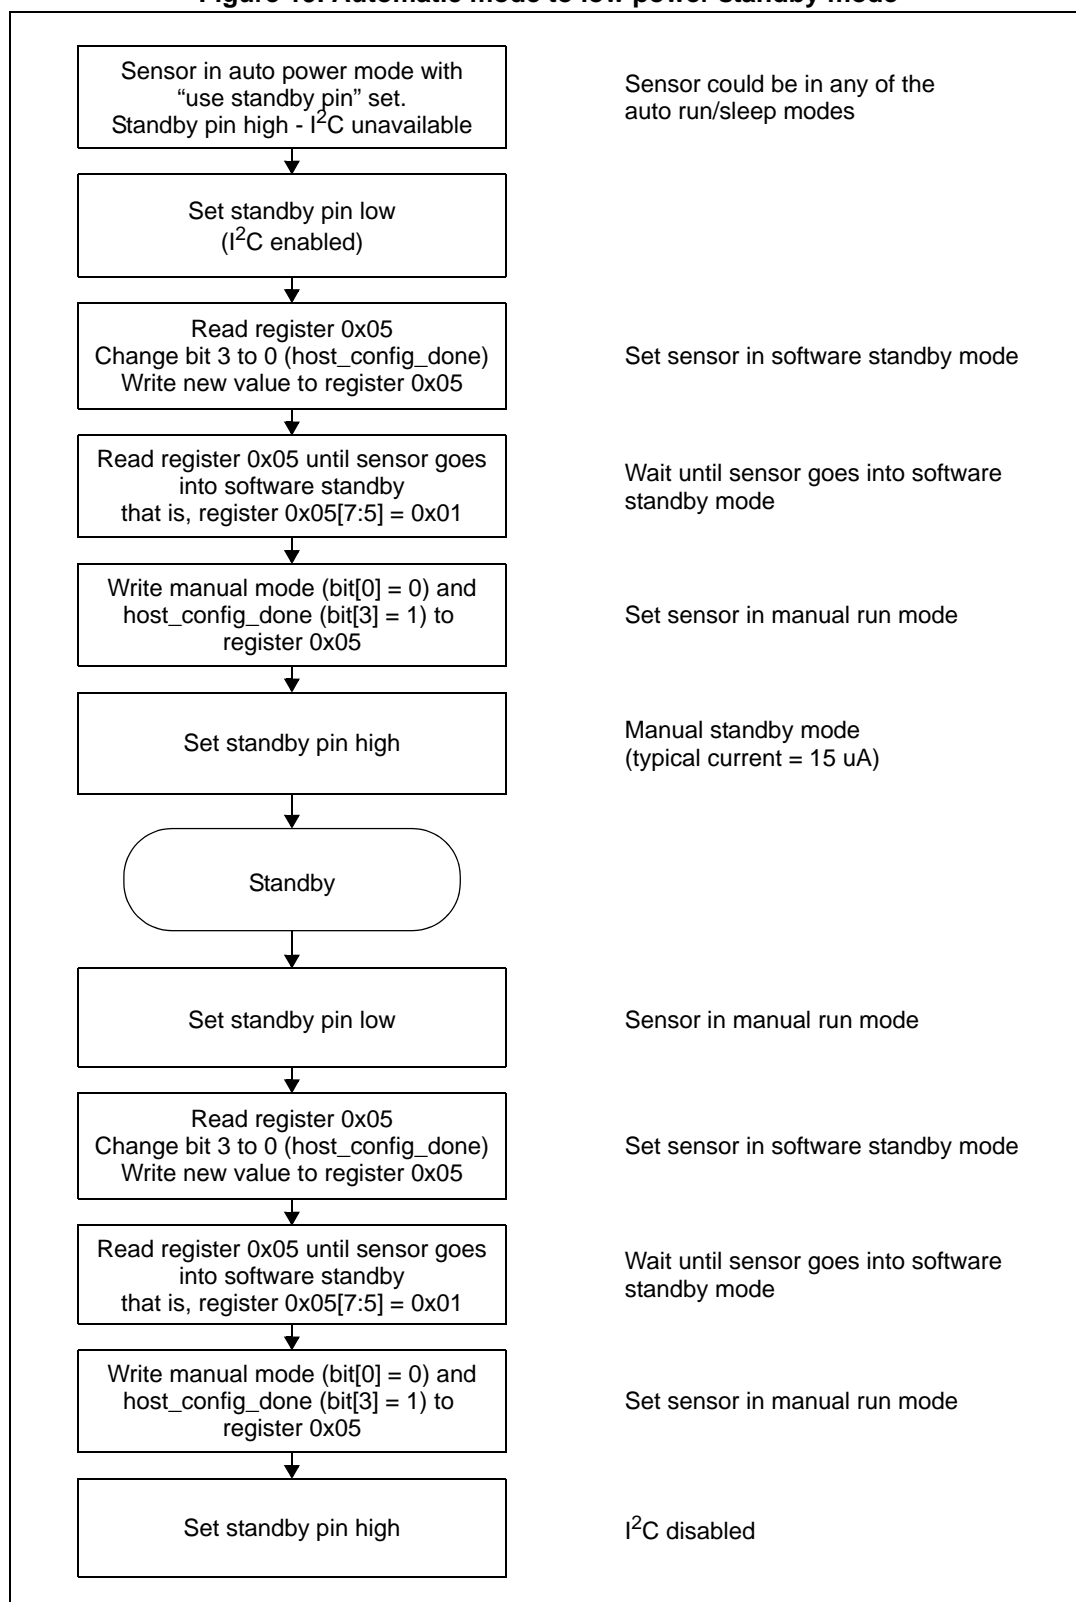 Sensor in auto power mode with
“use standby pin” set.
Standby pin high - I2C unavailable
Sensor could be in any of the
auto run/sleep modes
Set standby pin low
(I2C enabled)
Read register 0x05
Change bit 3 to 0 (host_config_done)
Write new value to register 0x05
Set sensor in software standby mode
Read register 0x05 until sensor goes
into software standby
that is, register 0x05[7:5] = 0x01
Wait until sensor goes into software
standby mode
Write manual mode (bit[0] = 0) and
host_config_done (bit[3] = 1) to
register 0x05
Set sensor in manual run mode
Set standby pin high
Manual standby mode
(typical current = 15 uA)
Standby
Set standby pin low
Sensor in manual run mode
Read register 0x05
Change bit 3 to 0 (host_config_done)
Write new value to register 0x05
Set sensor in software standby mode
Read register 0x05 until sensor goes
into software standby
that is, register 0x05[7:5] = 0x01
Wait until sensor goes into software
standby mode
Write manual mode (bit[0] = 0) and
host_config_done (bit[3] = 1) to
register 0x05
Set sensor in manual run mode
Set standby pin high
I2C disabled